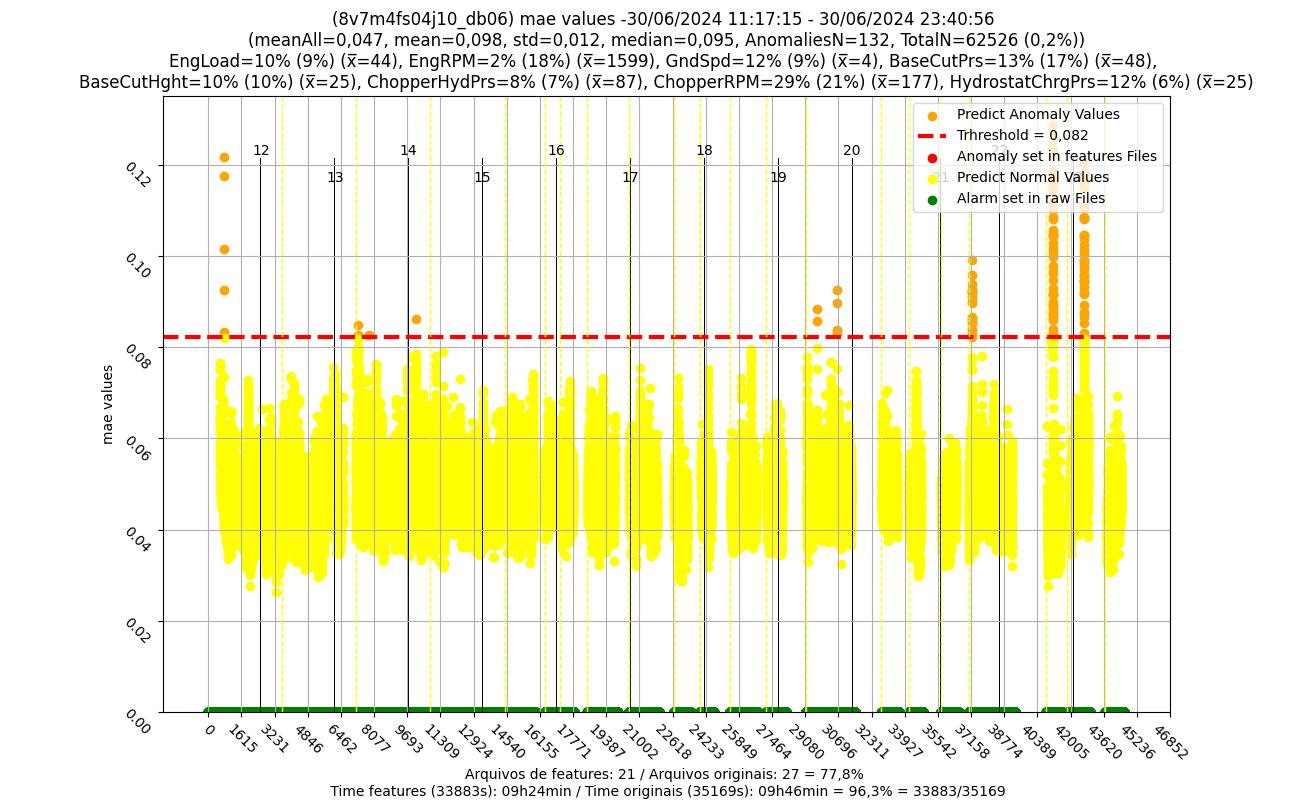 (8v7m4fs04j10_db06) mae values -30/06/2024 11:17:15 - 30/06/2024 23:40:56
(meanAll=0,047, mean=0,098, std=0,012, median=0,095, AnomaliesN=132, TotalN=62526 (0,2%))
EngLoad=10% (9%) (x̅=44), EngRPM=2% (18%) (x̅=1599), GndSpd=12% (9%) (x̅=4), BaseCutPrs=13% (17%) (x̅=48),
BaseCutHght=10% (10%) (x̅=25), ChopperHydPrs=8% (7%) (x̅=87), ChopperRPM=29% (21%) (x̅=177), HydrostatChrgPrs=12% (6%) (x̅=25)
Predict Anomaly Values
Trhreshold = 0,082
Anomaly set in features Files
Predict Normal Values
Alarm set in raw Files
12 14 16 18 20 22
13 15 17 19 21
0.12
0.10
0.08
0.06
0.04
0.02
0.00
mae values
0 1615 3231 4846 6462 8077 9693 11309 12924 14540 16155 17771 19387 21002 22618 24233 25849 27464 29080 30696 32311 33927 35542 37158 38774 40389 42005 43620 45236 46852
Arquivos de features: 21 / Arquivos originais: 27 = 77,8%
Time features (33883s): 09h24min / Time originais (35169s): 09h46min = 96,3% = 33883/35169